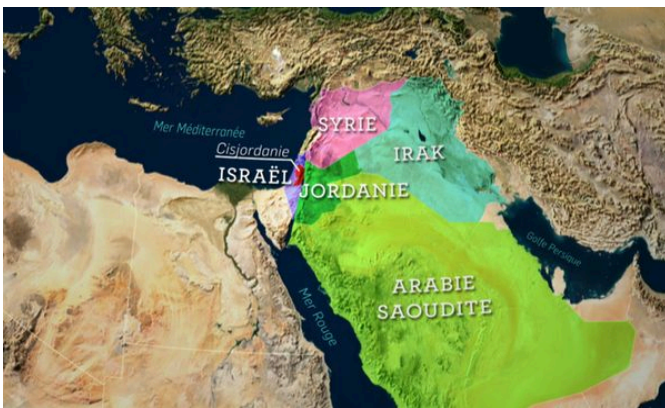 Mer Méditerranée
SYRIE
Cisjordanie
IRAK
ISRAËL
JORDANIE
Golfe Persique
ARABIE
SAOUDITE
Mer Rouge